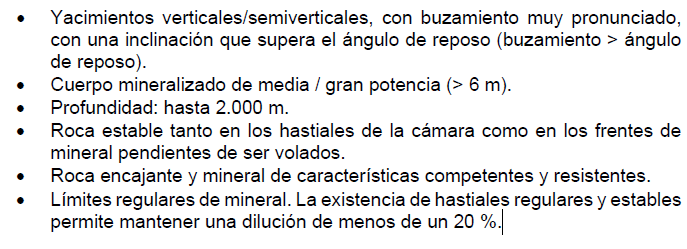 • Yacimientos verticales/semiverticales, con buzamiento muy pronunciado,
con una inclinación que supera el ángulo de reposo (buzamiento > ángulo
de reposo).
• Cuerpo mineralizado de media / gran potencia (> 6 m).
• Profundidad: hasta 2.000 m.
• Roca estable tanto en los hastiales de la cámara como en los frentes de
mineral pendientes de ser volados.
• Roca encajante y mineral de características competentes y resistentes.
• Límites regulares de mineral. La existencia de hastiales regulares y estables
permite mantener una dilución de menos de un 20 %.